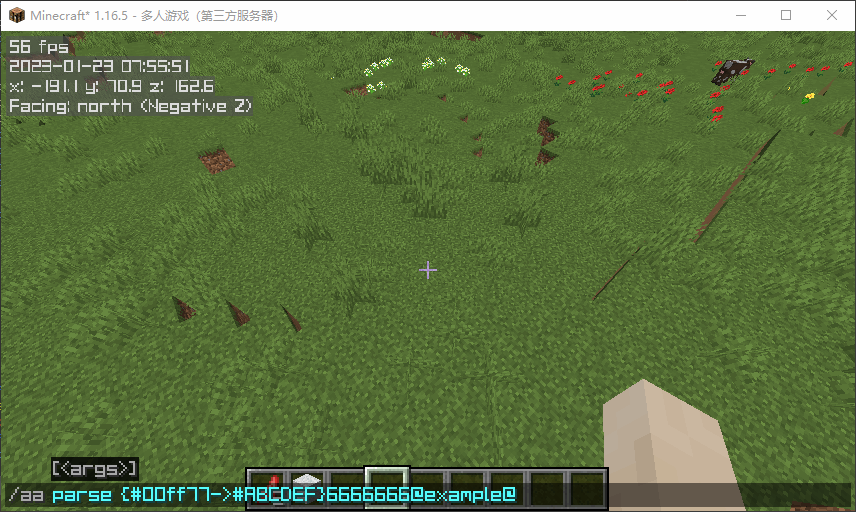 Minecraft* 1.16.5 - 多人游戏（第三方服务器）
56 fps
2023-01-23 07:55:51
x: -191.1 y: 70.9 z: 162.6
Facing: north (Negative Z)
[<args>]
/aa parse {#00ff77->#ABCDEF}6666666@example@